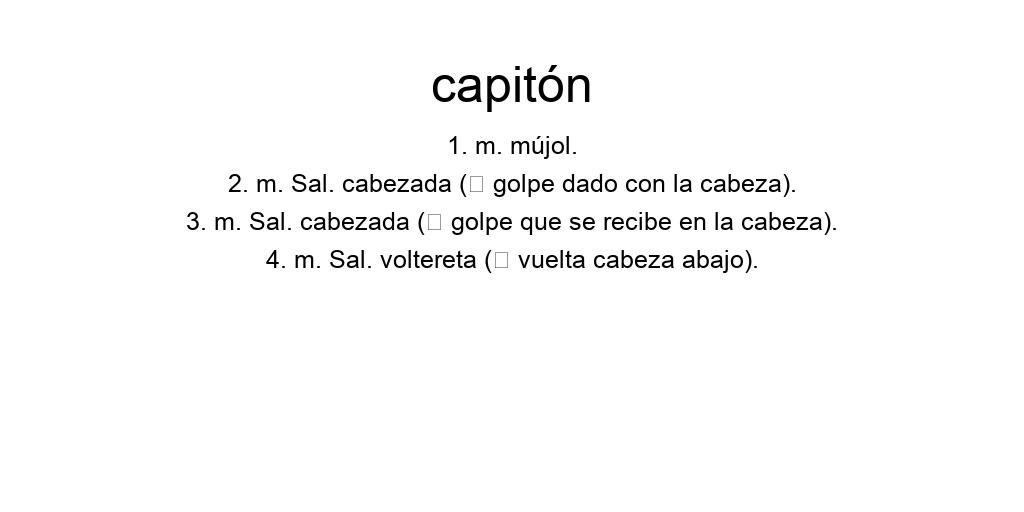 capitón
1. m. mújol.
2. m. Sal. cabezada (□ golpe dado con la cabeza).
3. m. Sal. cabezada (□ golpe que se recibe en la cabeza).
4. m. Sal. voltereta (□ vuelta cabeza abajo).